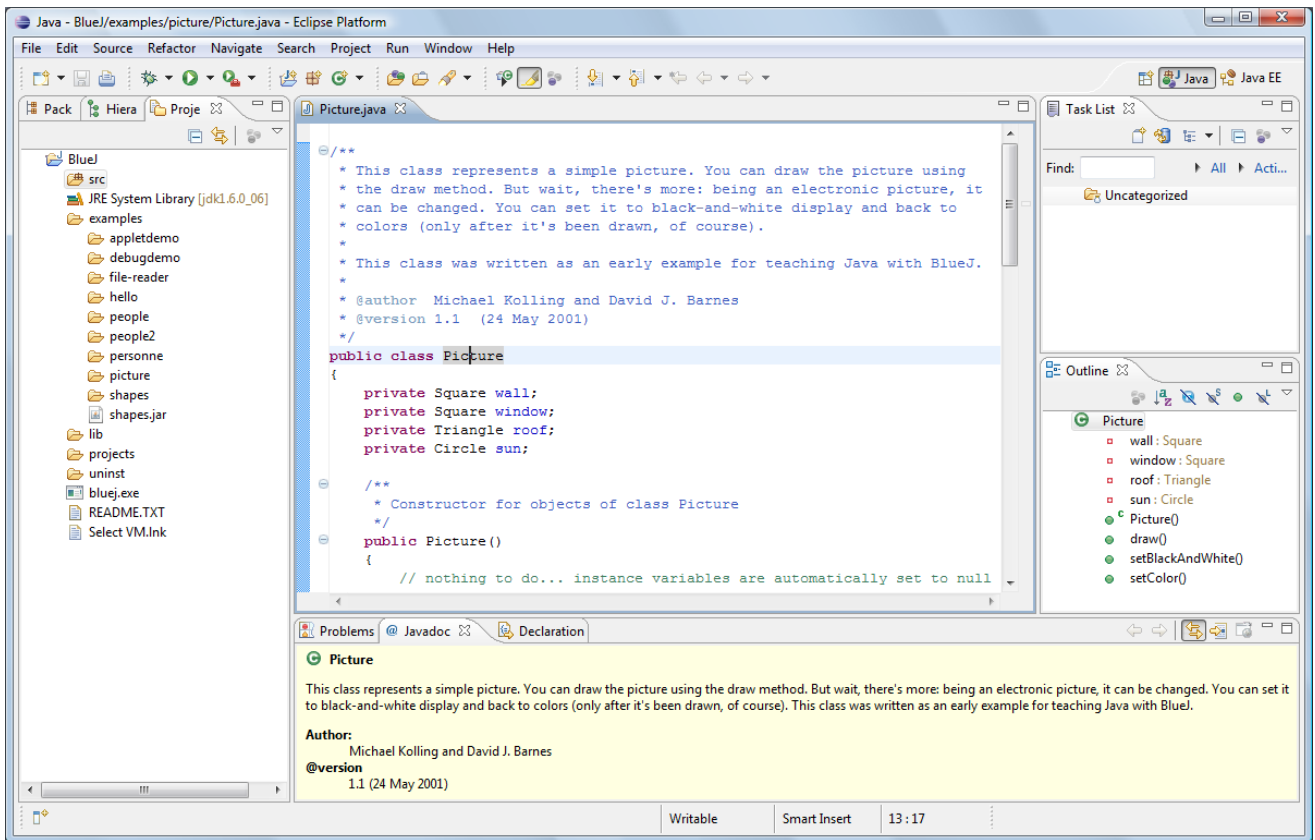 Java - BlueJ/examples/picture/Picture.java - Eclipse Platform
File Edit Source Refactor Navigate Search Project Run Window Help
Java Java EE
Pack Hiera Proje
BlueJ
src
JRE System Library [jdk1.6.0_06]
examples
appletdemo
debugdemo
file-reader
hello
people
people2
personne
picture
shapes
shapes.jar
lib
projects
uninst
bluej.exe
README.TXT
Select VM.lnk
Picture.java
/**
* This class represents a simple picture. You can draw the picture using
* the draw method. But wait, there's more: being an electronic picture, it
* can be changed. You can set it to black-and-white display and back to
* colors (only after it's been drawn, of course).
*
* This class was written as an early example for teaching Java with BlueJ.
*
* @author  Michael Kolling and David J. Barnes
* @version 1.1  (24 May 2001)
*/
public class Picture
{
private Square wall;
private Square window;
private Triangle roof;
private Circle sun;
/**
* Constructor for objects of class Picture
*/
public Picture()
{
// nothing to do... instance variables are automatically set to null
Task List
Find: All Acti...
Uncategorized
Outline
Picture
wall : Square
window : Square
roof : Triangle
sun : Circle
Picture()
draw()
setBlackAndWhite()
setColor()
Problems @ Javadoc Declaration
Picture
This class represents a simple picture. You can draw the picture using the draw method. But wait, there's more: being an electronic picture, it can be changed. You can set it
to black-and-white display and back to colors (only after it's been drawn, of course). This class was written as an early example for teaching Java with BlueJ.
Author:
Michael Kolling and David J. Barnes
@version
1.1 (24 May 2001)
Writable Smart Insert 13 : 17